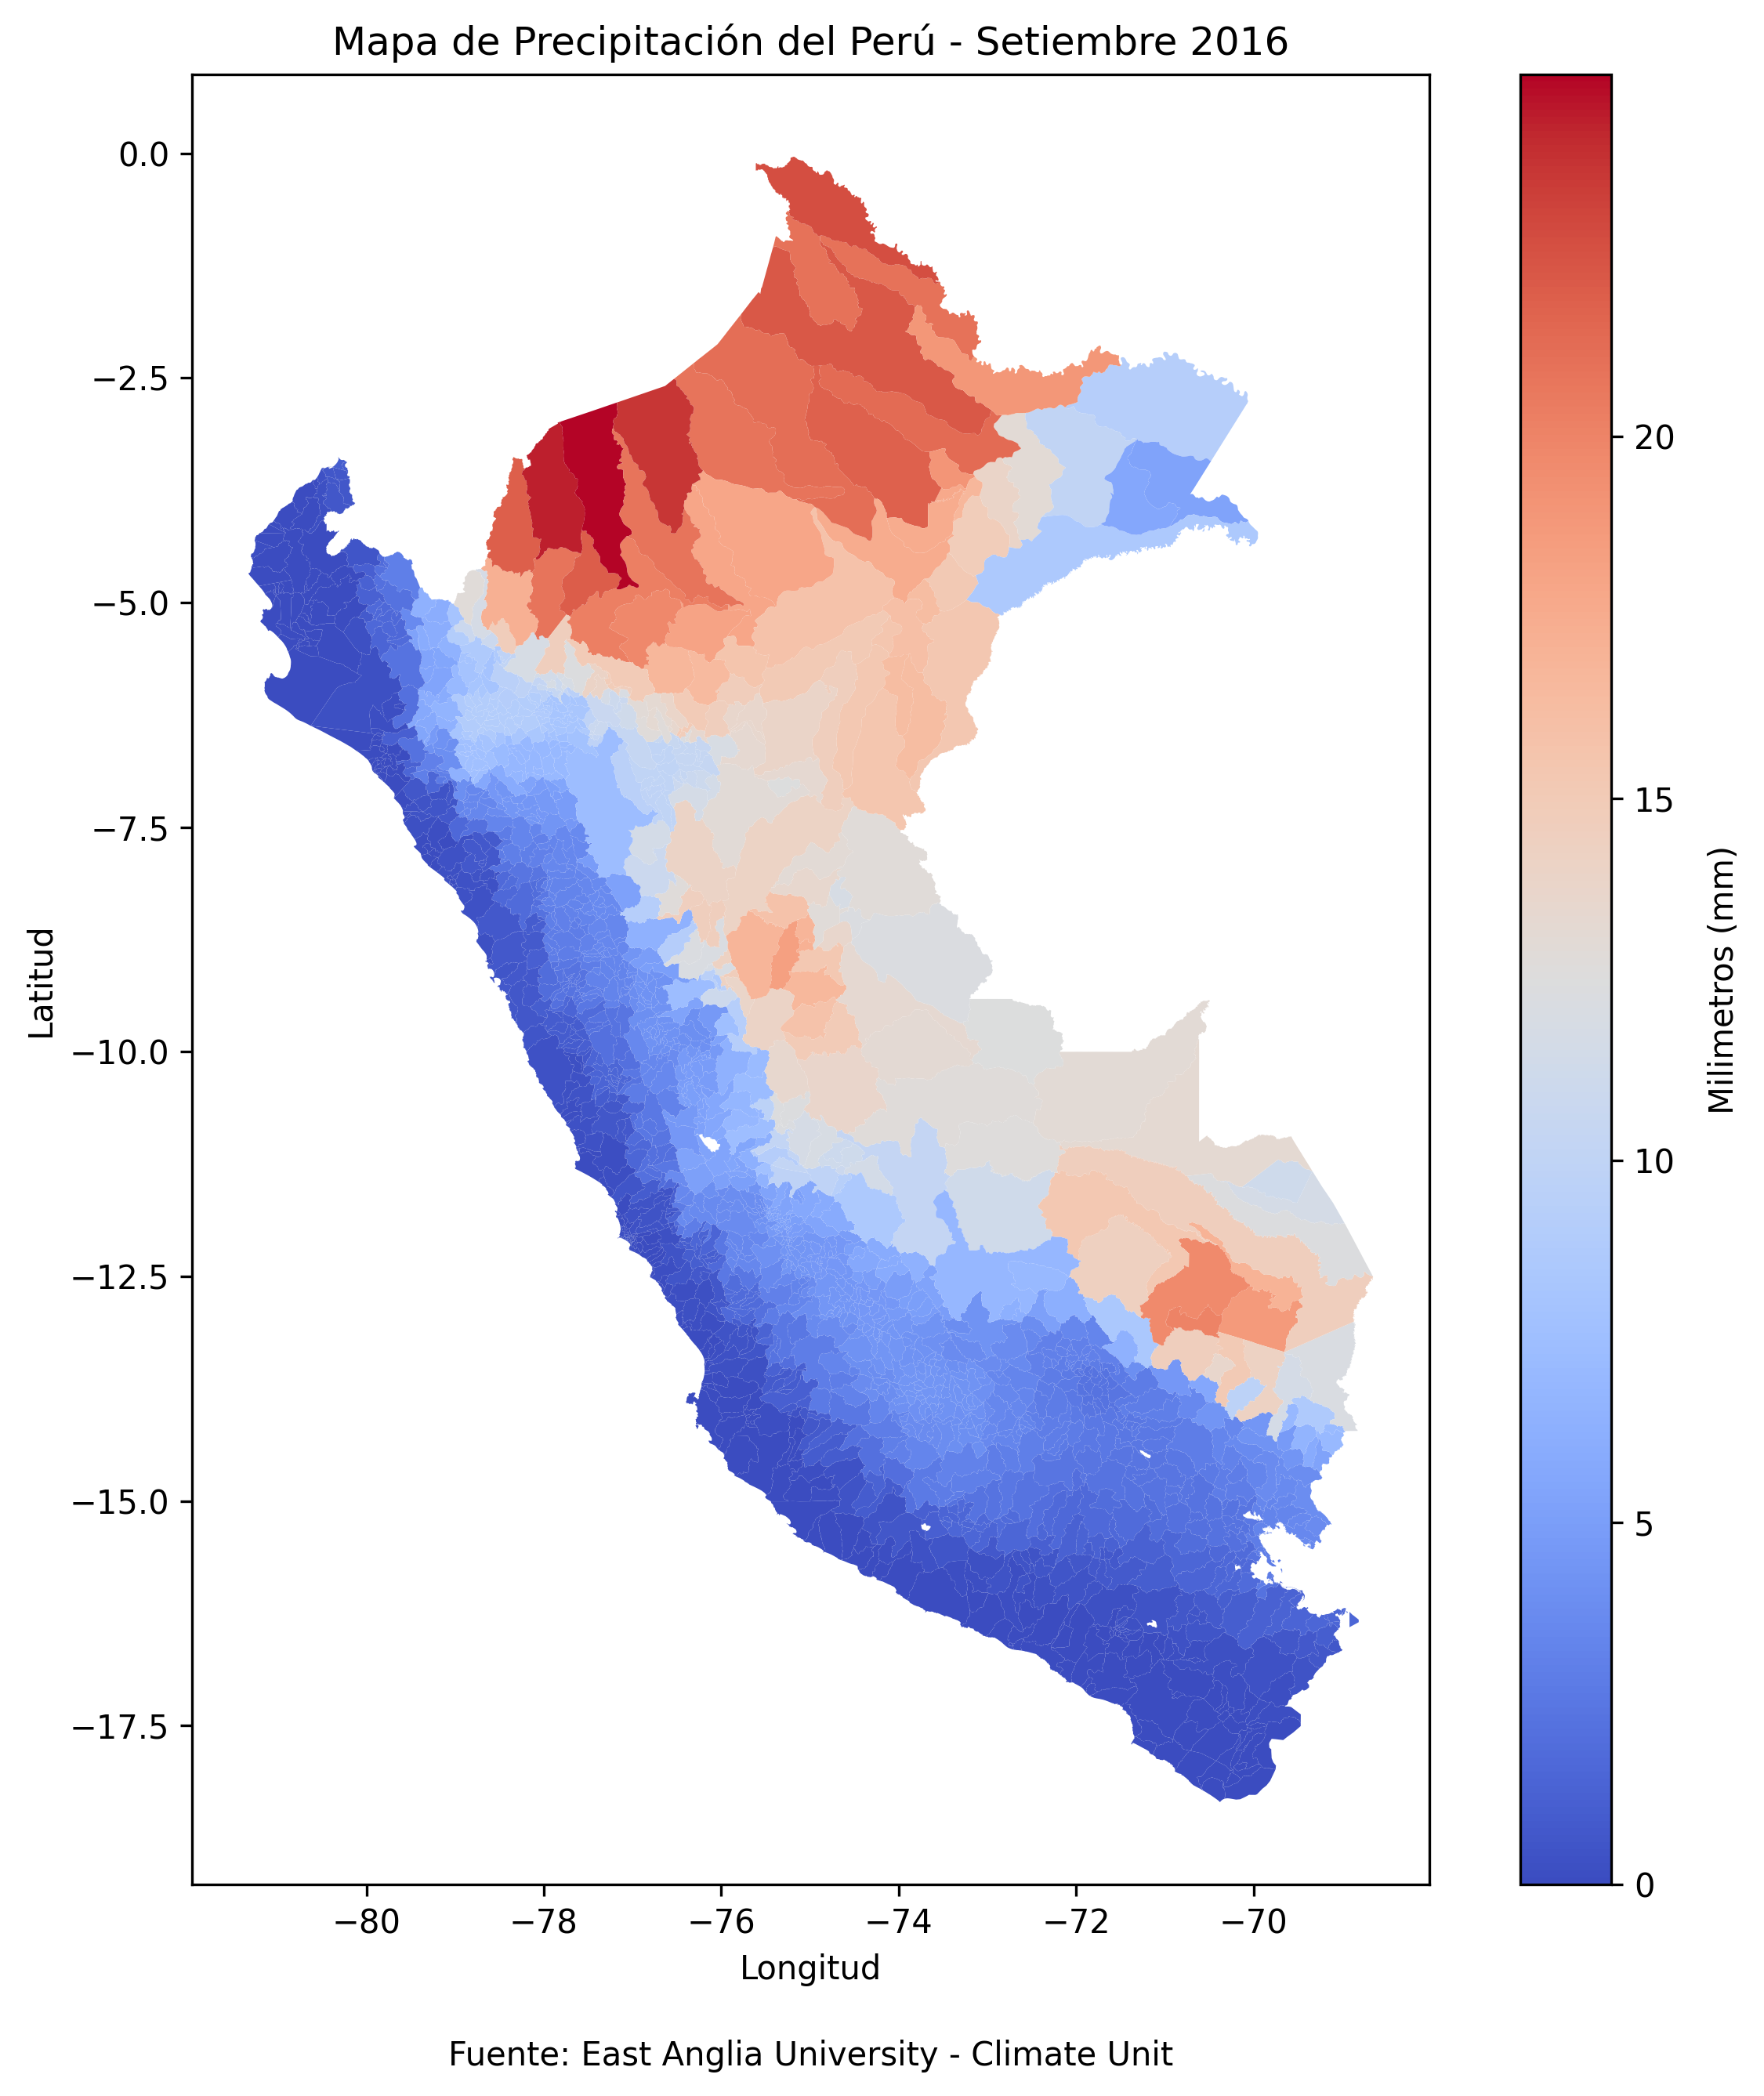 Mapa de Precipitación del Perú - Setiembre 2016
0.0
−2.5
−5.0
−7.5
−10.0
−12.5
−15.0
−17.5
Latitud
−80 −78 −76 −74 −72 −70
Longitud
20
15
10
5
0
Milimetros (mm)
Fuente: East Anglia University - Climate Unit